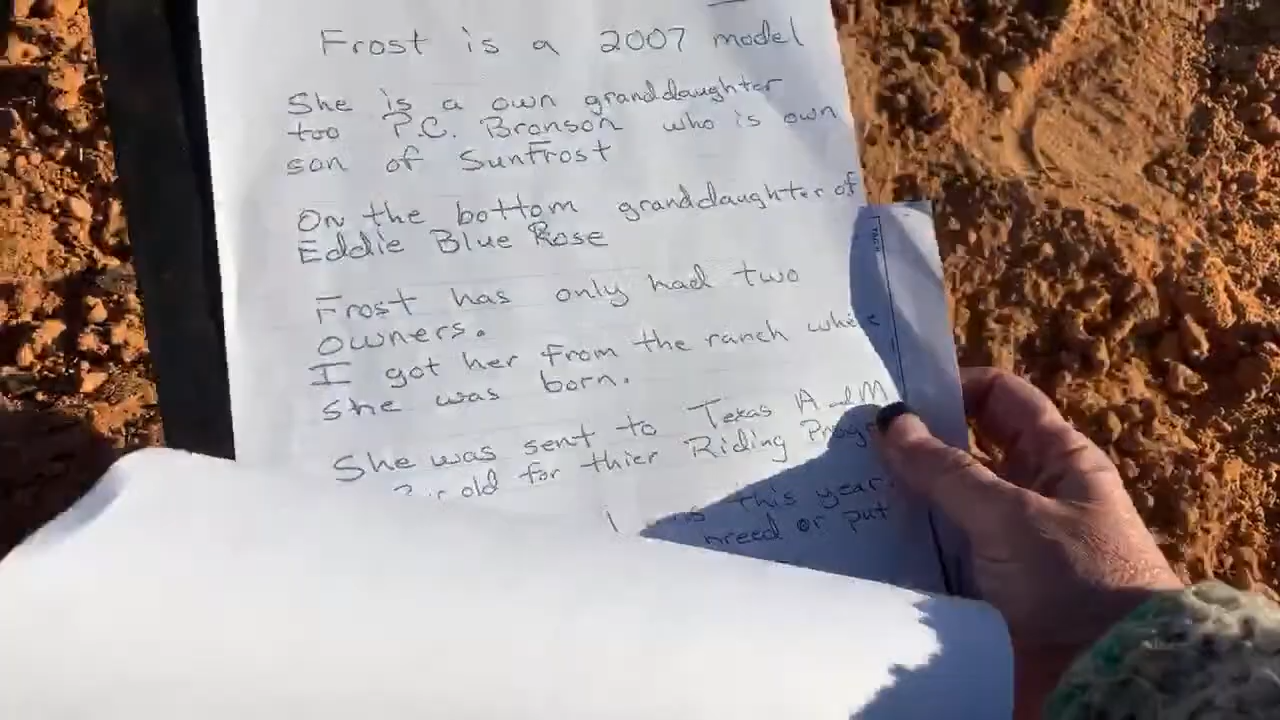 Frost is a 2007 model
She is a own granddaughter
too P.C. Bronson who is own
son of SunFrost
On the bottom granddaughter of
Eddie Blue Rose
Frost has only had two
owners.
I got her from the ranch where
she was born.
She was sent to Texas A and M
old for thier Riding
this year.
or put